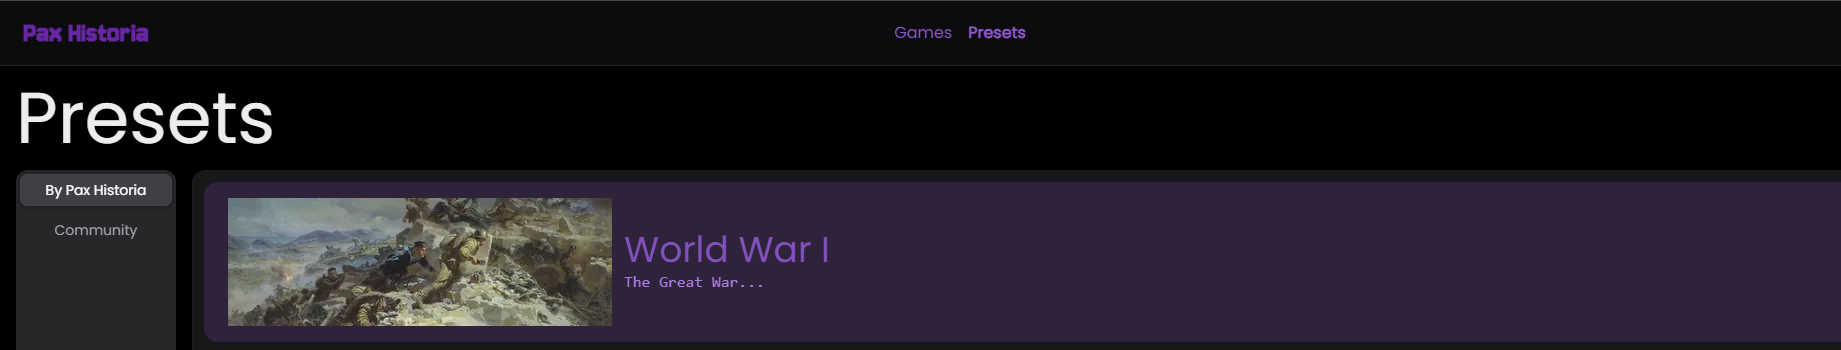 Pax Historia
Games Presets
Presets
By Pax Historia
Community
World War I
The Great War...